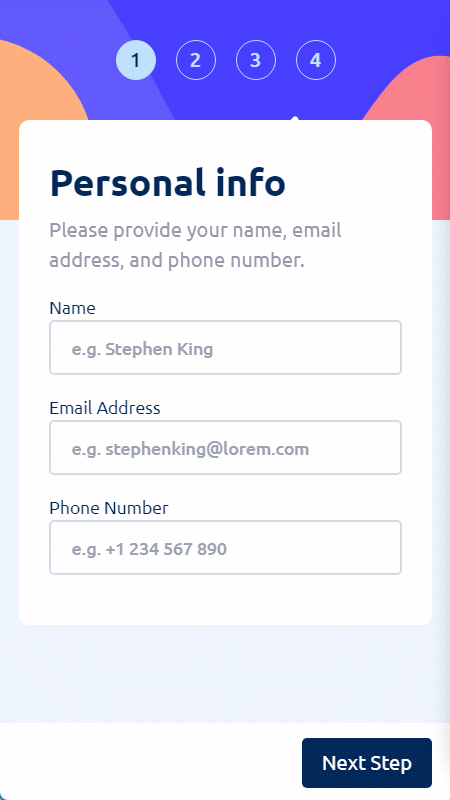 1 2 3 4
Personal info
Please provide your name, email
address, and phone number.
Name
e.g. Stephen King
Email Address
e.g. stephenking@lorem.com
Phone Number
e.g. +1 234 567 890
Next Step